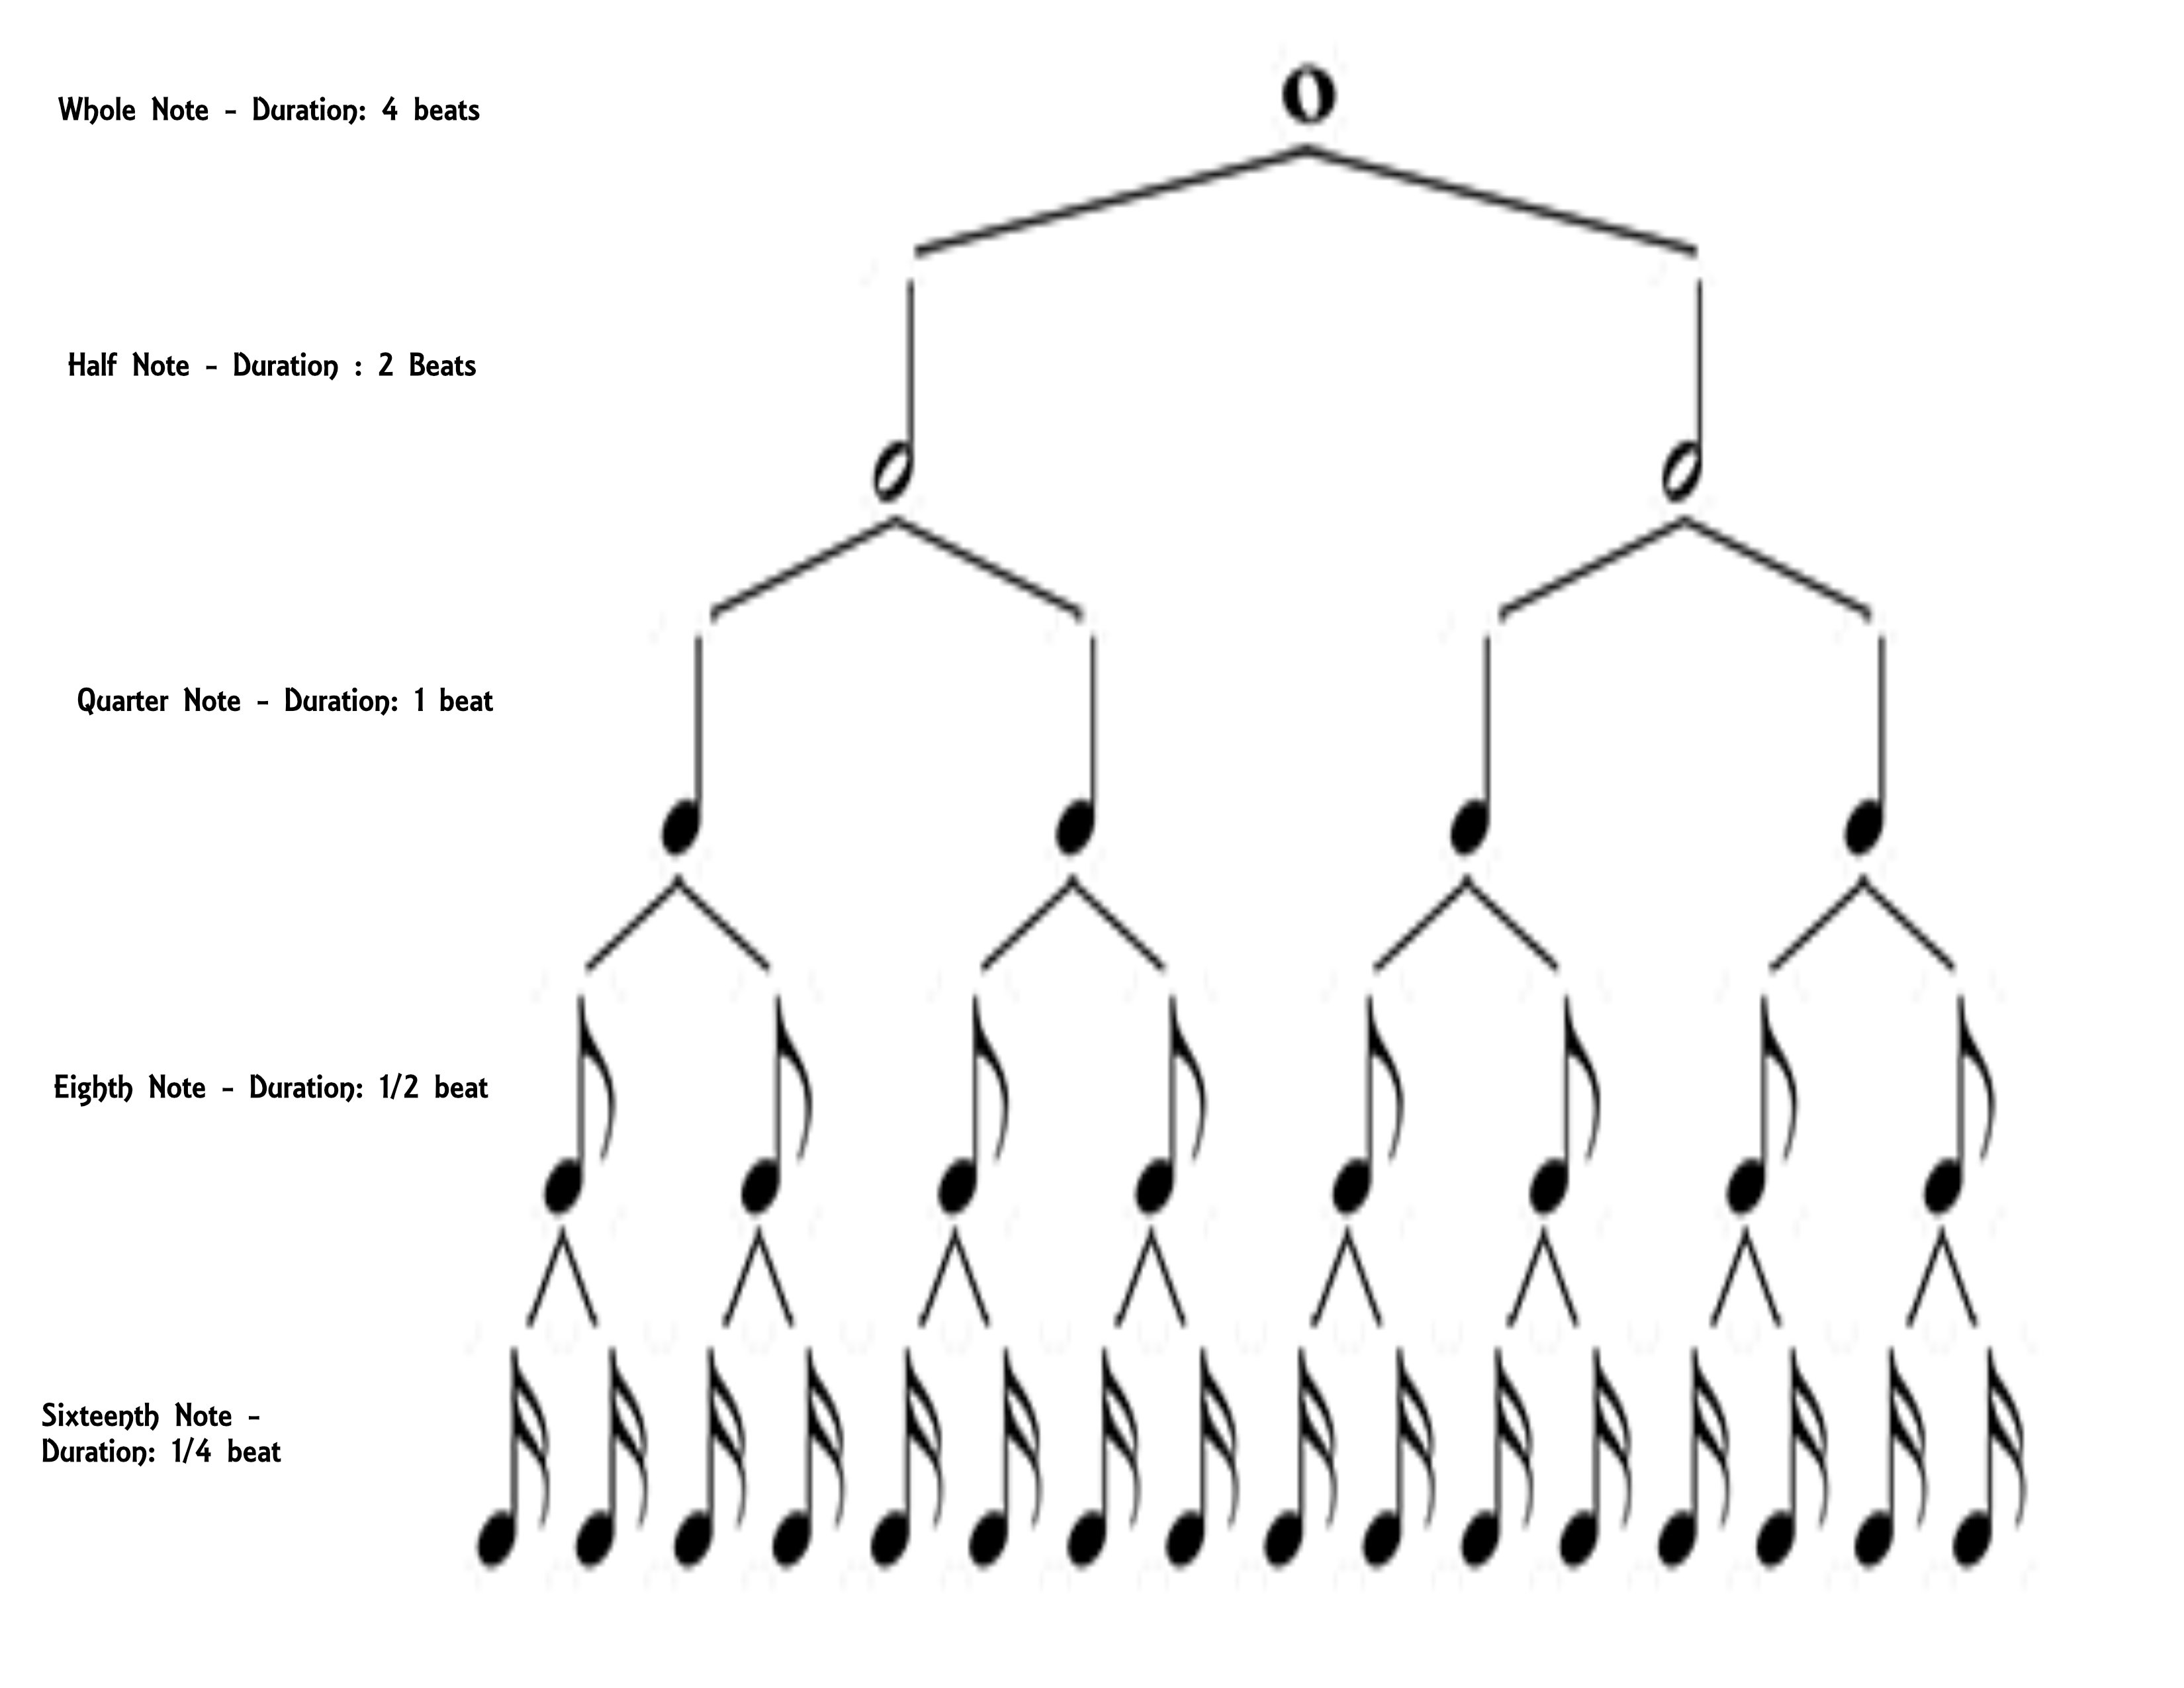 Whole Note - Duration: 4 beats
Half Note - Duration : 2 Beats
Quarter Note - Duration: 1 beat
Eighth Note - Duration: 1/2 beat
Sixteenth Note -
Duration: 1/4 beat